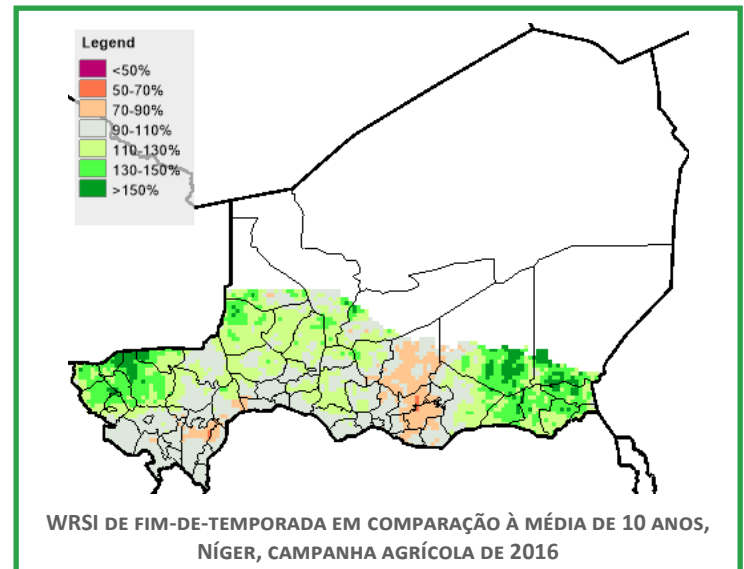 Legend
<50%
50-70%
70-90%
90-110%
110-130%
130-150%
>150%
WRSI DE FIM-DE-TEMPORADA EM COMPARAÇÃO À MÉDIA DE 10 ANOS,
NÍGER, CAMPANHA AGRÍCOLA DE 2016